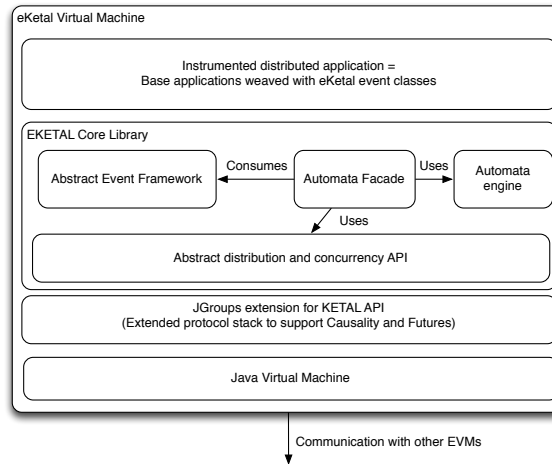 eKetal Virtual Machine
Instrumented distributed application =
Base applications weaved with eKetal event classes
EKETAL Core Library
Abstract Event Framework
Consumes
Automata Facade
Uses
Automata
engine
Uses
Abstract distribution and concurrency API
JGroups extension for KETAL API
(Extended protocol stack to support Causality and Futures)
Java Virtual Machine
Communication with other EVMs